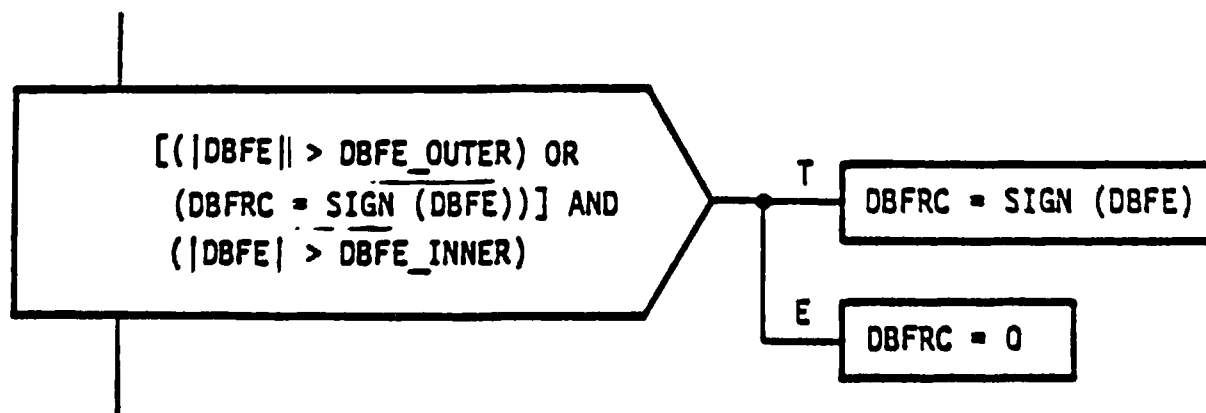 [(|DBFE|| > DBFE_OUTER) OR
(DBFRC = SIGN (DBFE))] AND
(|DBFE| > DBFE_INNER)
T
DBFRC = SIGN (DBFE)
E
DBFRC = 0